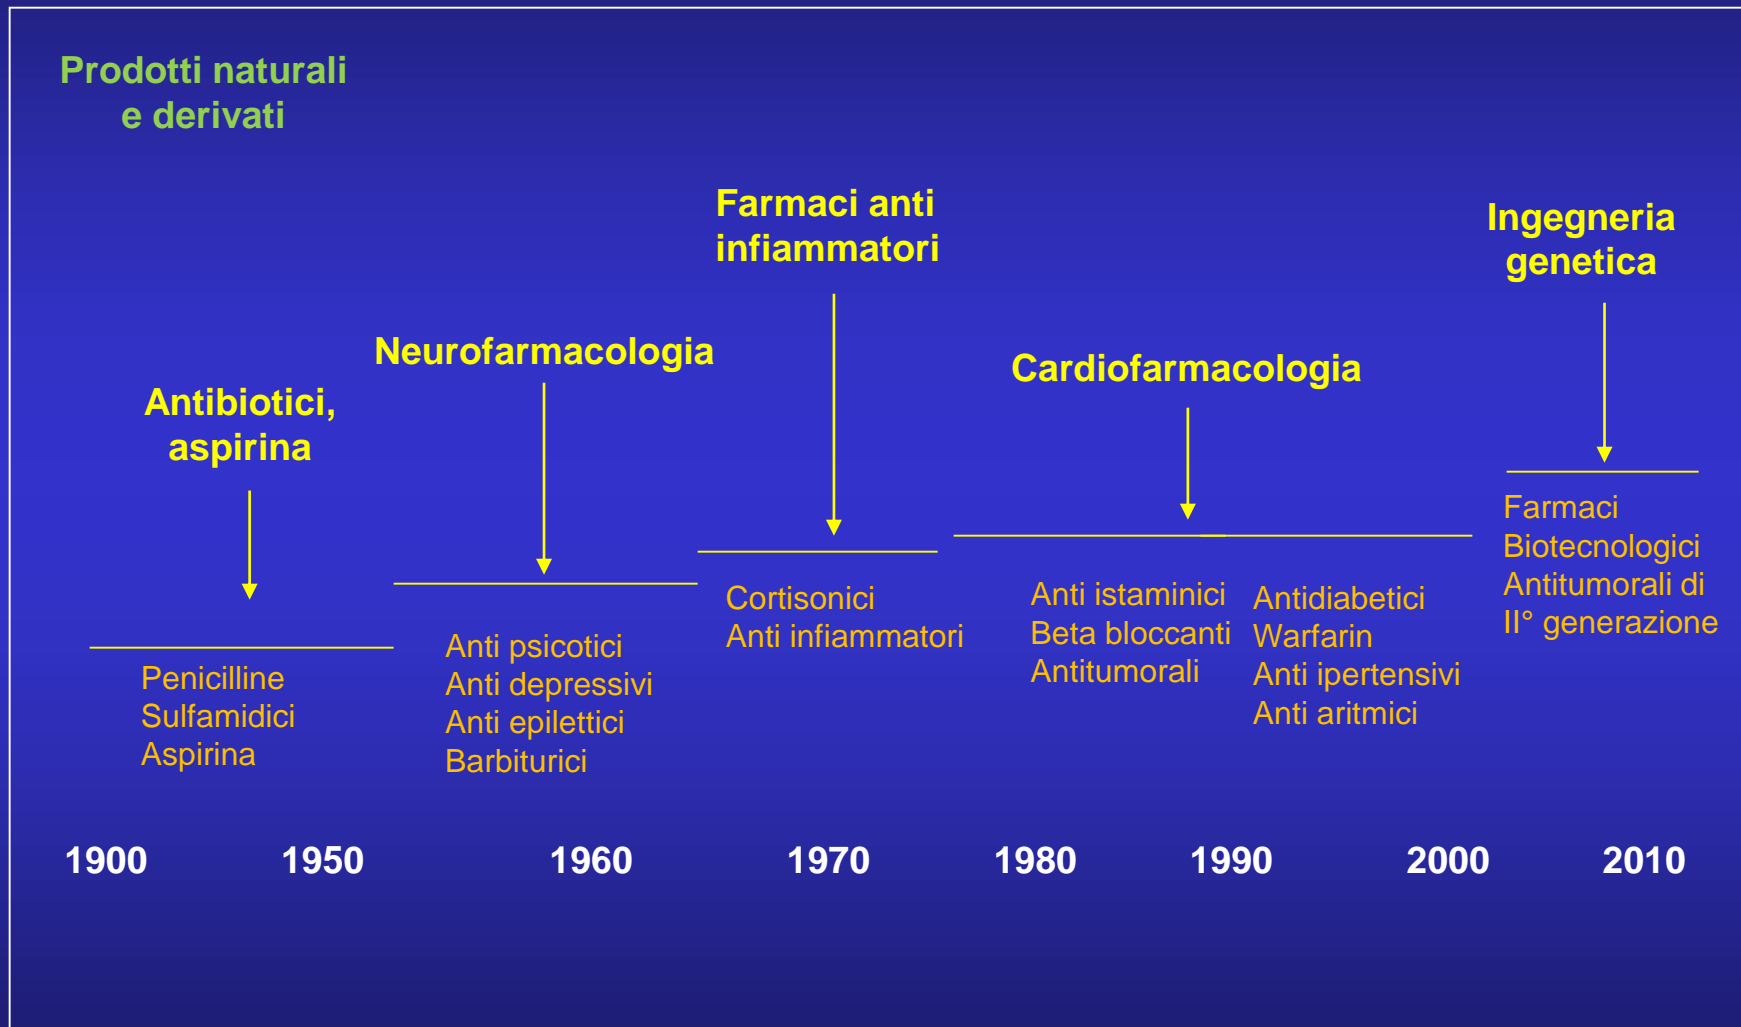 Prodotti naturali
e derivati
Farmaci anti
infiammatori
Ingegneria
genetica
Neurofarmacologia
Cardiofarmacologia
Antibiotici,
aspirina
Penicilline
Sulfamidici
Aspirina
Anti psicotici
Anti depressivi
Anti epilettici
Barbiturici
Cortisonici
Anti infiammatori
Anti istaminici
Beta bloccanti
Antitumorali
Antidiabetici
Warfarin
Anti ipertensivi
Anti aritmici
Farmaci
Biotecnologici
Antitumorali di
II° generazione
1900 1950 1960 1970 1980 1990 2000 2010